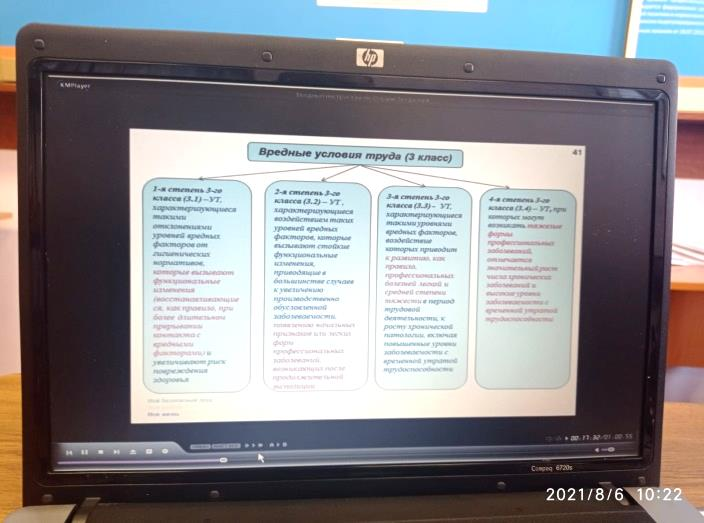 hp
KMPlayer
Вредные условия труда (3 класс)
41
1-я степень 3-го
класса (3.1) – УТ,
характеризующиеся
такими
отклонениями
уровней вредных
факторов от
гигиенических
нормативов,
которые вызывают
функциональные
изменения
(восстанавливающие
ся, как правило, при
более длительном
прерывании
контакта с
вредными
факторами) и
увеличивают риск
повреждения
здоровья
2-я степень 3-го
класса (3.2) – УТ ,
характеризующиеся
воздействием таких
уровней вредных
факторов, которые
вызывают стойкие
функциональные
изменения,
приводящие в
большинстве случаев
к увеличению
производственно
обусловленной
заболеваемости,
появлению начальных
признаков или легких
форм
профессиональных
заболеваний,
возникающих после
продолжительной
экспозиции
3-я степень 3-го
класса (3.3) – УТ,
характеризующиеся
такими уровнями
вредных факторов,
воздействие
которых приводит
к развитию, как
правило,
профессиональных
болезней легкой и
средней степени
тяжести в период
трудовой
деятельности, к
росту хронической
патологии, включая
повышенные уровни
заболеваемости с
временной утратой
трудоспособности
4-я степень 3-го
класса (3.4) – УТ, при
которых могут
возникать тяжелые
формы
профессиональных
заболеваний,
отмечается
значительный рост
числа хронических
заболеваний и
высокие уровни
заболеваемости с
временной утратой
трудоспособности
Моя жизнь
00:17:32/01:00:55
Compaq 6720s
2021/8/6 10:22